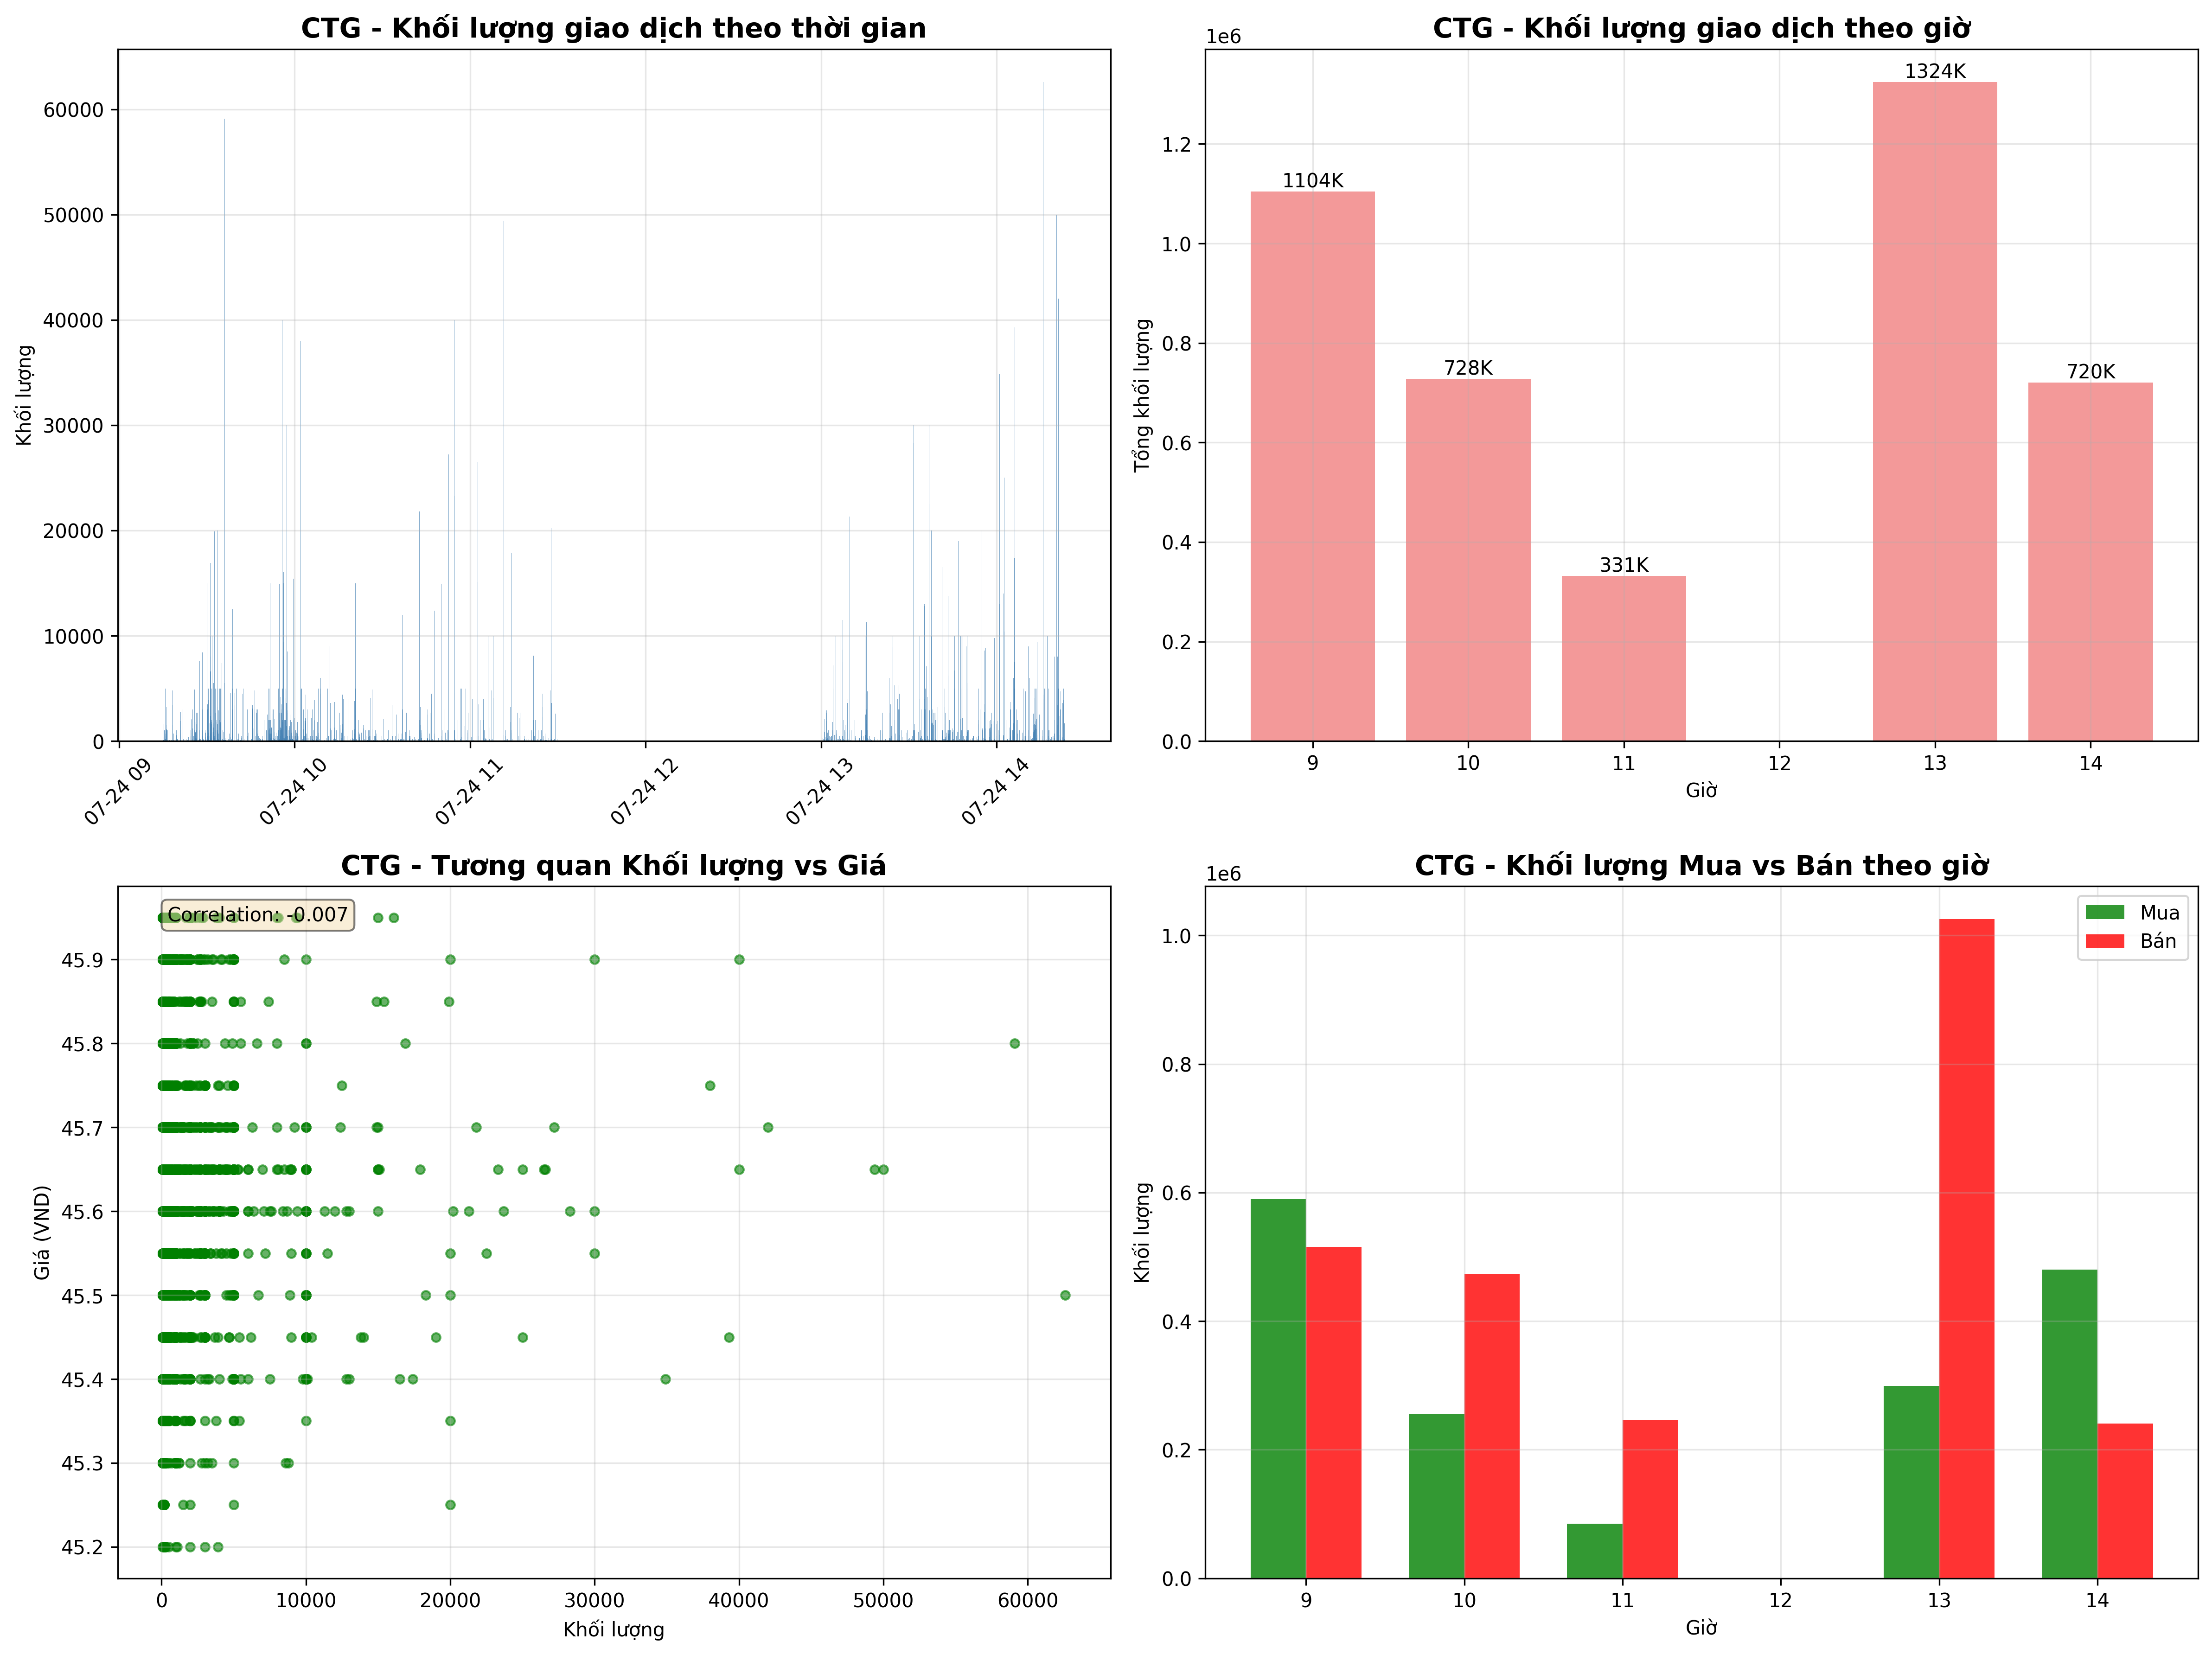 CTG - Khối lượng giao dịch theo thời gian
Khối lượng
60000
50000
40000
30000
20000
10000
0
07-24 09
07-24 10
07-24 11
07-24 12
07-24 13
07-24 14
CTG - Khối lượng giao dịch theo giờ
1e6
Tổng khối lượng
1.2
1.0
0.8
0.6
0.4
0.2
0.0
1104K
728K
331K
1324K
720K
9
10
11
12
13
14
Giờ
CTG - Tương quan Khối lượng vs Giá
Correlation: -0.007
Giá (VND)
45.9
45.8
45.7
45.6
45.5
45.4
45.3
45.2
0
10000
20000
30000
40000
50000
60000
Khối lượng
CTG - Khối lượng Mua vs Bán theo giờ
1e6
Mua
Bán
Khối lượng
1.0
0.8
0.6
0.4
0.2
0.0
9
10
11
12
13
14
Giờ